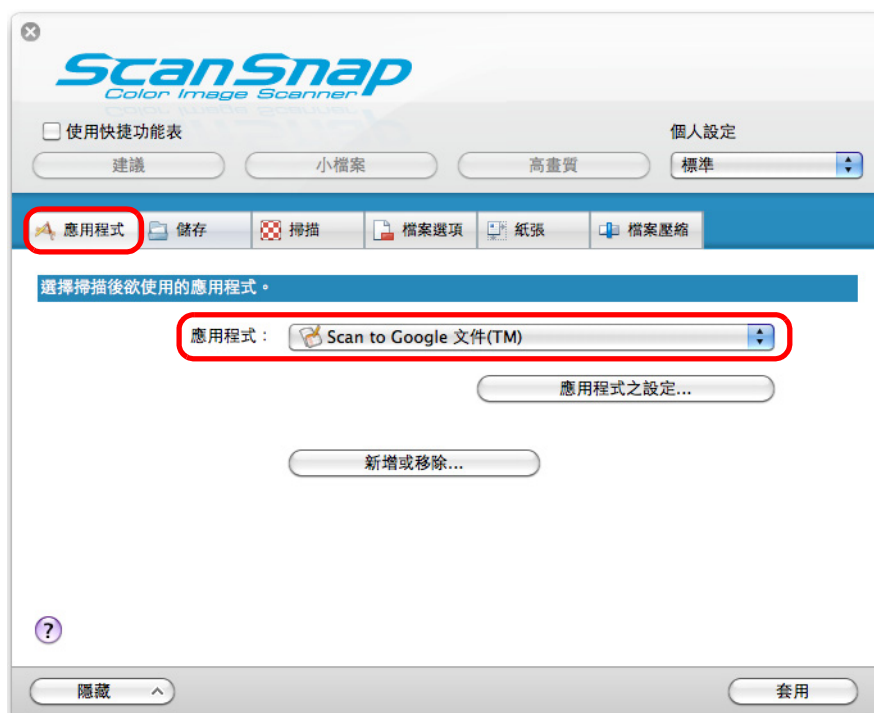 ScanSnap
Color Image Scanner
使用快捷功能表
個人設定
建議 小檔案 高畫質 標準
應用程式 儲存 掃描 檔案選項 紙張 檔案壓縮
選擇掃描後欲使用的應用程式。
應用程式： Scan to Google 文件(TM)
應用程式之設定...
新增或移除...
?
隱藏 套用